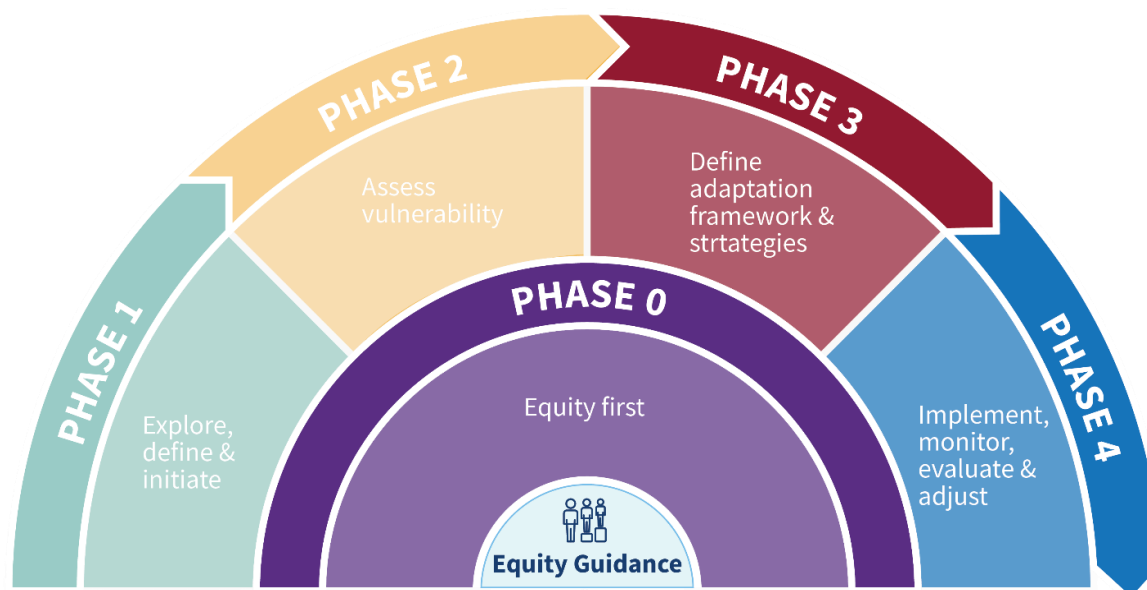 PHASE 1
Explore,
define &
initiate
PHASE 2
Assess
vulnerability
PHASE 3
Define
adaptation
framework &
strtategies
PHASE 4
Implement,
monitor,
evaluate &
adjust
PHASE 0
Equity first
Equity Guidance